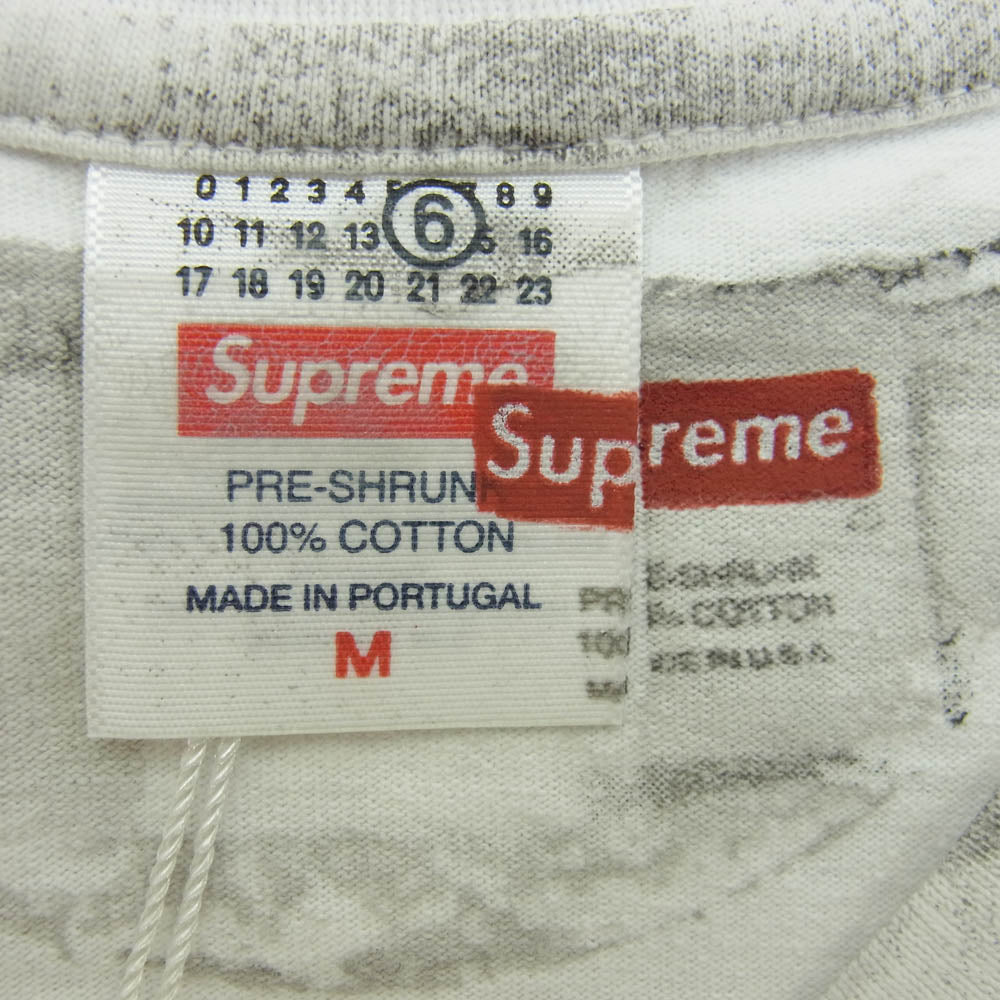 0 1 2 3 4 6 8 9
10 11 12 13 16
17 18 19 20 21 22 23
Supreme
Supreme
PRE-SHRUNK
100% COTTON
MADE IN PORTUGAL
M
COTTON